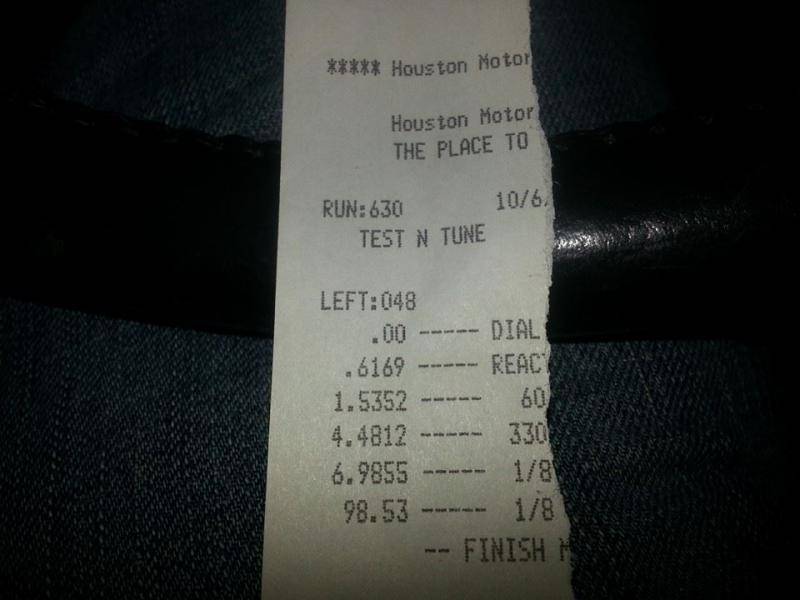 ***** Houston Motor
Houston Motor
THE PLACE TO
RUN:630 10/6
TEST N TUNE
LEFT:048
.00 ----- DIAL
.6169 ----- REACT
1.5352 ----- 60
4.4812 ----- 330
6.9855 ----- 1/8
98.53 ----- 1/8
-- FINISH M